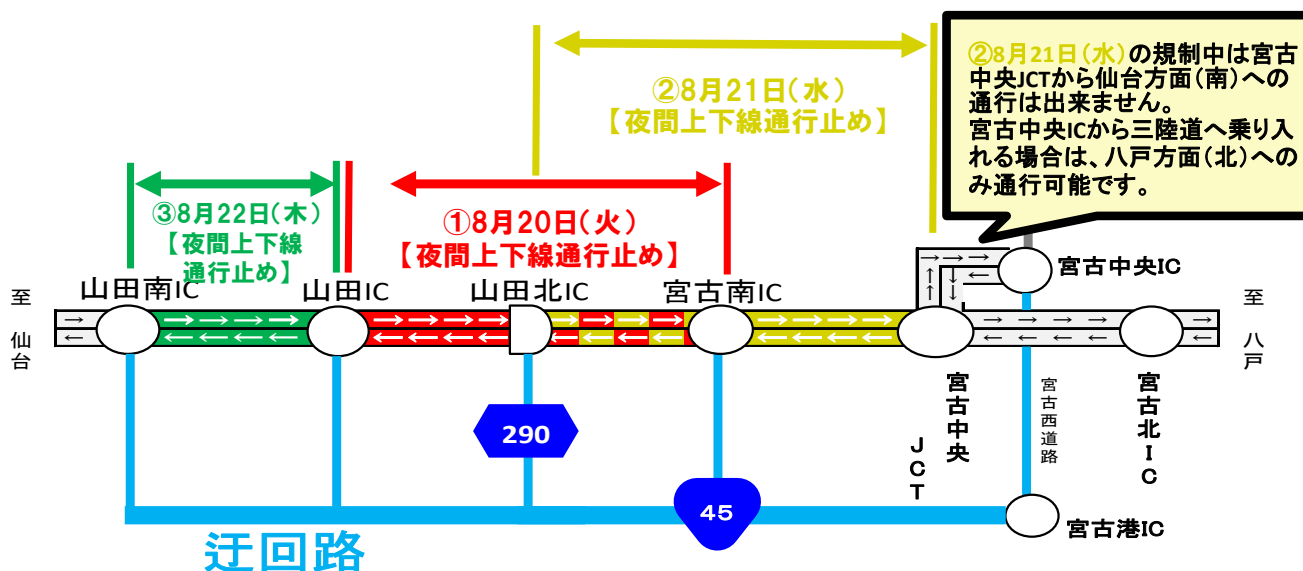 ②8月21日(水)の規制中は宮古
中央JCTから仙台方面(南)への
通行は出来ません。
宮古中央ICから三陸道へ乗り入
れる場合は、八戸方面(北)への
み通行可能です。
②8月21日(水)
【夜間上下線通行止め】
③8月22日(木)
【夜間上下線
通行止め】
①8月20日(火)
【夜間上下線通行止め】
至 仙台
山田南IC
山田IC
山田北IC
宮古南IC
宮古中央IC
至 八戸
宮古中央
JCT
宮古西道路
宮古北IC
290
45
宮古港IC
迂回路